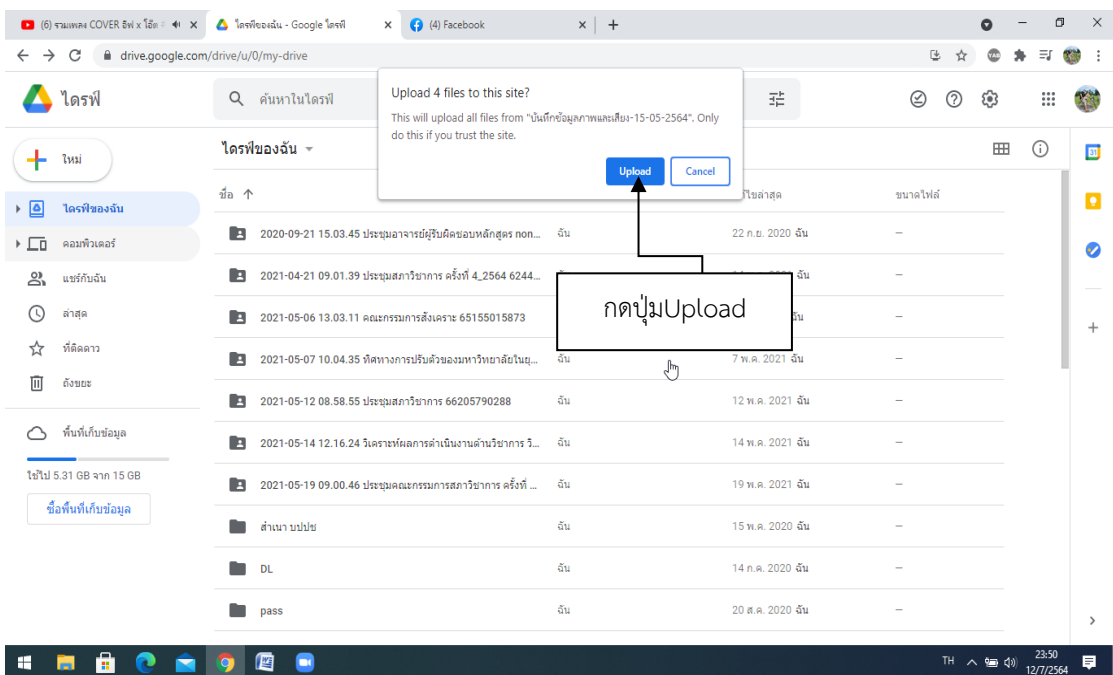 (6) รวมเพลง COVER อีฟ x โอ๊ต
ไดรฟ์ของฉัน - Google ไดรฟ์
(4) Facebook
drive.google.com/drive/u/0/my-drive
ไดรฟ์
ค้นหาในไดรฟ์
Upload 4 files to this site?
This will upload all files from "บันทึกข้อมูลภาพและเสียง-15-05-2564". Only
do this if you trust the site.
Upload
Cancel
ใหม่
ไดรฟ์ของฉัน
ไดรฟ์ของฉัน
คอมพิวเตอร์
แชร์กับฉัน
ล่าสุด
ที่ติดดาว
ถังขยะ
พื้นที่เก็บข้อมูล
ใช้ไป 5.31 GB จาก 15 GB
ซื้อพื้นที่เก็บข้อมูล
ชื่อ
ขนาดไฟล์
2020-09-21 15.03.45 ประชุมอาจารย์ผู้รับผิดชอบหลักสูตร non... ฉัน 22 ก.ย. 2020 ฉัน –
2021-04-21 09.01.39 ประชุมสภาวิชาการ ครั้งที่ 4_2564 6244... ฉัน –
2021-05-06 13.03.11 คณะกรรมการสังเคราะ 65155015873 –
2021-05-07 10.04.35 ทิศทางการปรับตัวของมหาวิทยาลัยในยุ... ฉัน 7 พ.ค. 2021 ฉัน –
2021-05-12 08.58.55 ประชุมสภาวิชาการ 66205790288 ฉัน 12 พ.ค. 2021 ฉัน –
2021-05-14 12.16.24 วิเคราะห์ผลการดำเนินงานด้านวิชาการ วิ... ฉัน 14 พ.ค. 2021 ฉัน –
2021-05-19 09.00.46 ประชุมคณะกรรมการสภาวิชาการ ครั้งที่ ... ฉัน 19 พ.ค. 2021 ฉัน –
สำเนา บปปช ฉัน 15 พ.ค. 2020 ฉัน –
DL ฉัน 14 ก.ค. 2020 ฉัน –
pass ฉัน 20 ส.ค. 2020 ฉัน –
กดปุ่มUpload
31
TH
23:50
12/7/2564